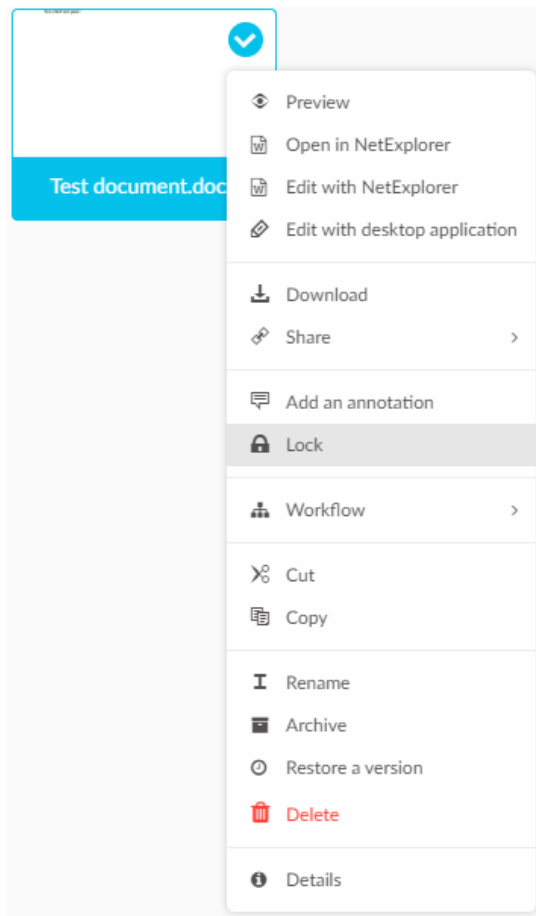 Test document.doc
Preview
Open in NetExplorer
Edit with NetExplorer
Edit with desktop application
Download
Share
Add an annotation
Lock
Workflow
Cut
Copy
Rename
Archive
Restore a version
Delete
Details